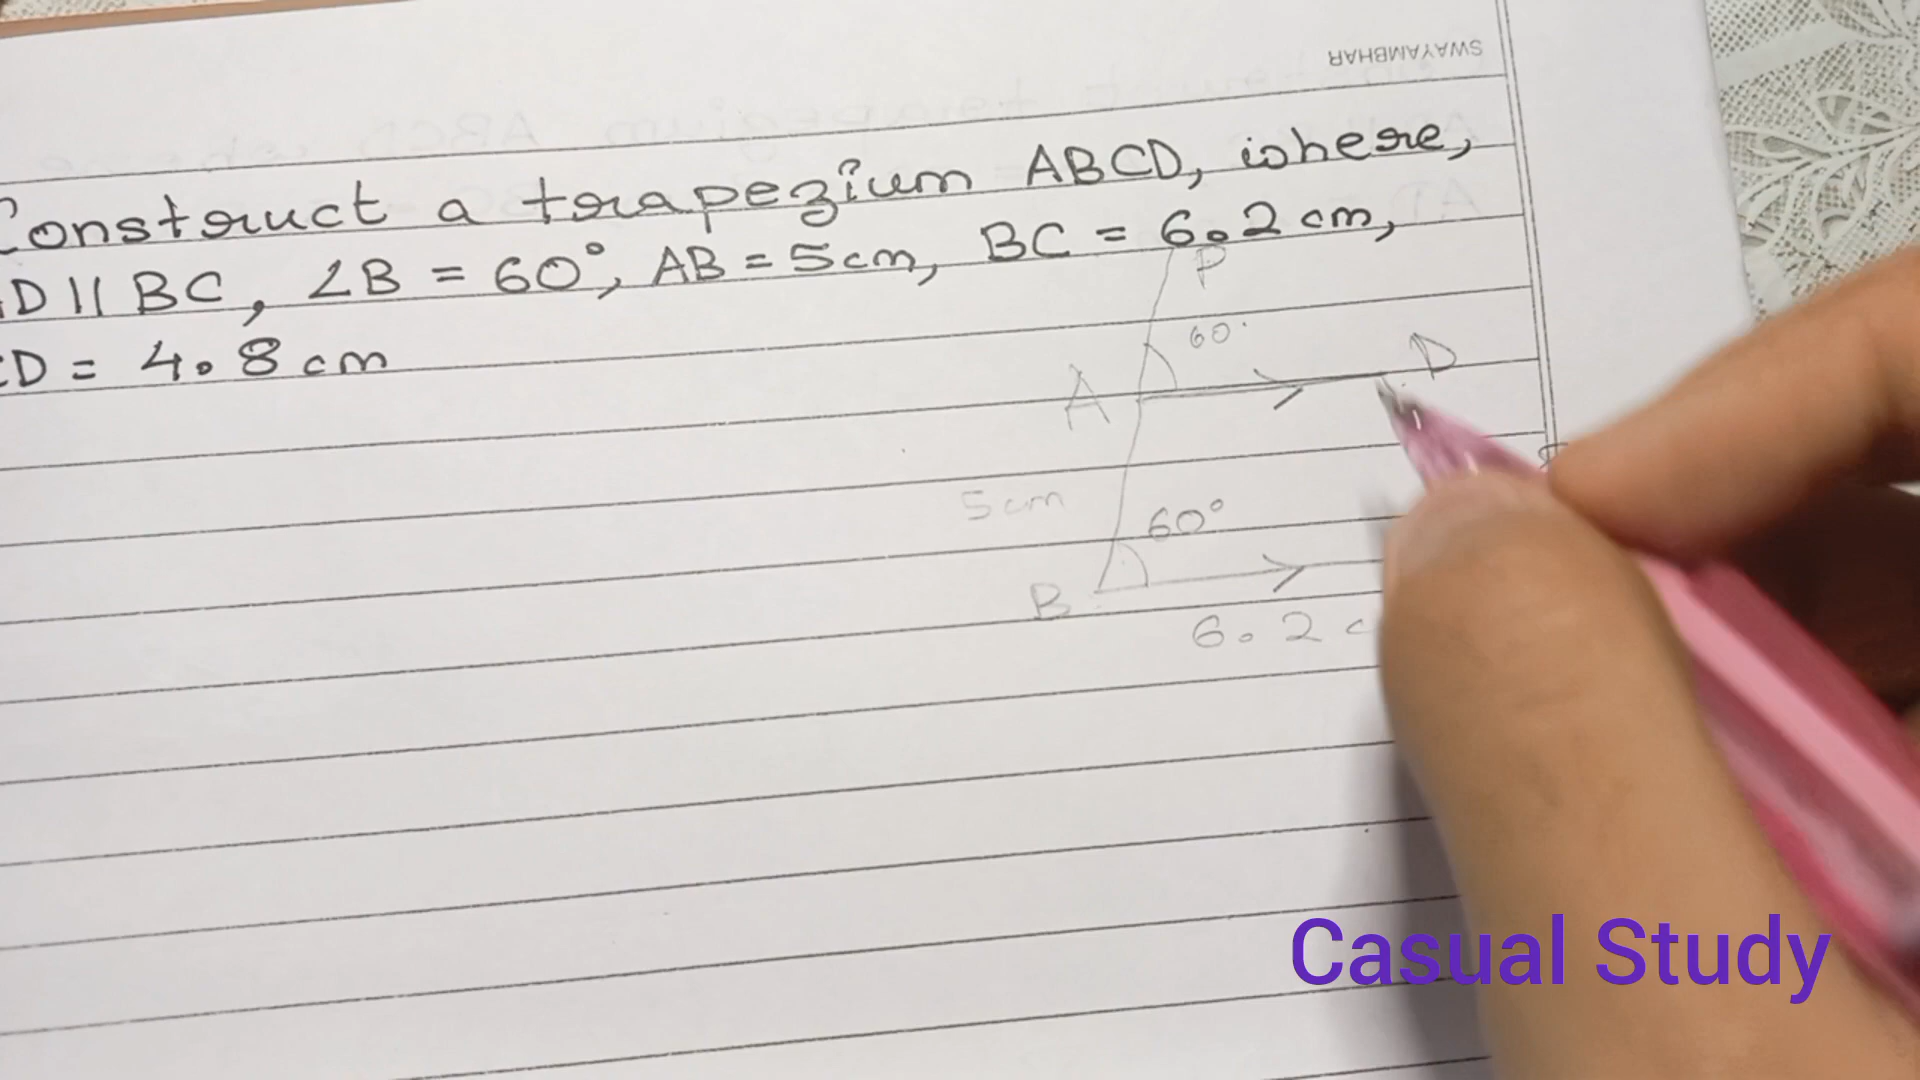 SWAYAMBHAR
Construct a trapezium ABCD, where,
D || BC, ∠B = 60°, AB = 5cm, BC = 6.2 cm,
CD = 4.8 cm
P
60°
A
D
5 cm
60°
B
6.2 c
Casual Study